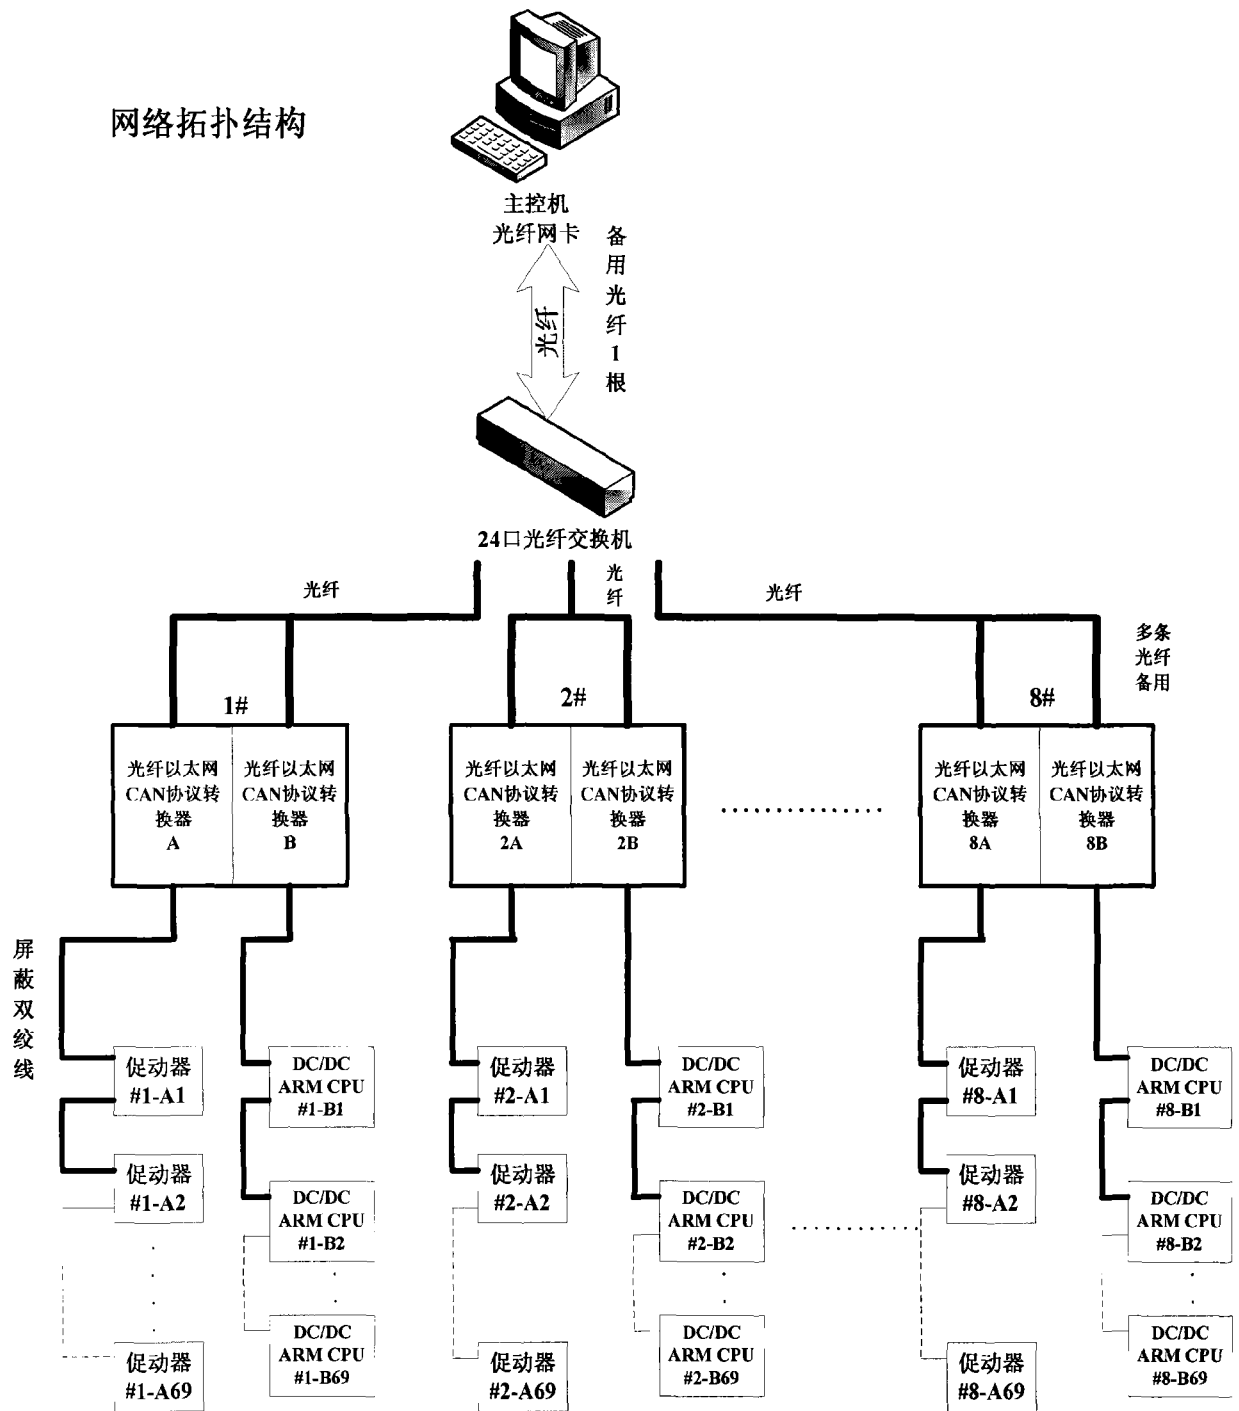 网络拓扑结构
主控机
光纤网卡
备用光纤1根
光纤
24口光纤交换机
光纤
光纤
光纤
多条
光纤
备用
1#
2#
8#
光纤以太网
CAN协议转
换器
A
光纤以太网
CAN协议转
换器
B
光纤以太网
CAN协议转
换器
2A
光纤以太网
CAN协议转
换器
2B
光纤以太网
CAN协议转
换器
8A
光纤以太网
CAN协议转
换器
8B
屏蔽双绞线
促动器
#1-A1
DC/DC
ARM CPU
#1-B1
促动器
#2-A1
DC/DC
ARM CPU
#2-B1
促动器
#8-A1
DC/DC
ARM CPU
#8-B1
促动器
#1-A2
DC/DC
ARM CPU
#1-B2
促动器
#2-A2
DC/DC
ARM CPU
#2-B2
促动器
#8-A2
DC/DC
ARM CPU
#8-B2
促动器
#1-A69
DC/DC
ARM CPU
#1-B69
促动器
#2-A69
DC/DC
ARM CPU
#2-B69
促动器
#8-A69
DC/DC
ARM CPU
#8-B69